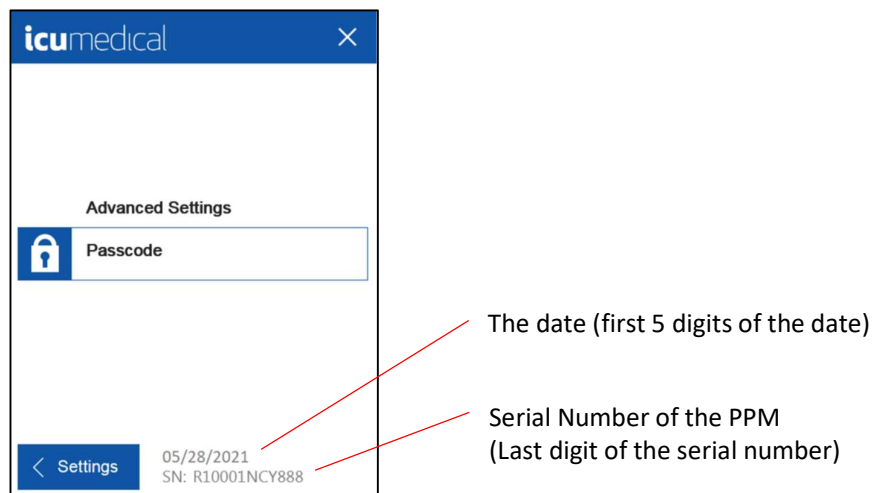 icumedical
Advanced Settings
Passcode
The date (first 5 digits of the date)
Serial Number of the PPM
(Last digit of the serial number)
Settings
05/28/2021
SN: R10001NCY888